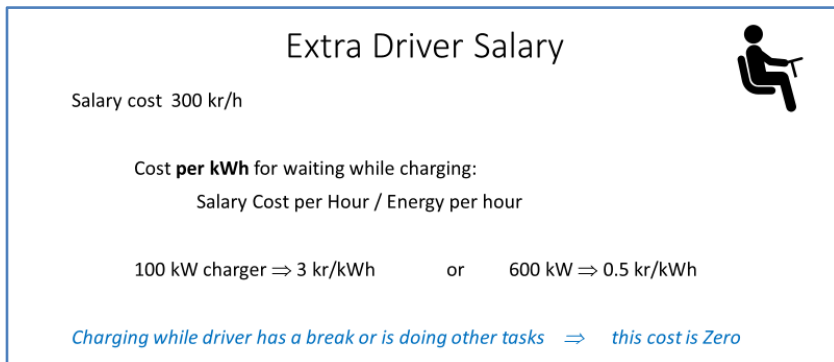 Extra Driver Salary
Salary cost 300 kr/h
Cost per kWh for waiting while charging:
Salary Cost per Hour / Energy per hour
100 kW charger ⇒ 3 kr/kWh or 600 kW ⇒ 0.5 kr/kWh
Charging while driver has a break or is doing other tasks ⇒ this cost is Zero